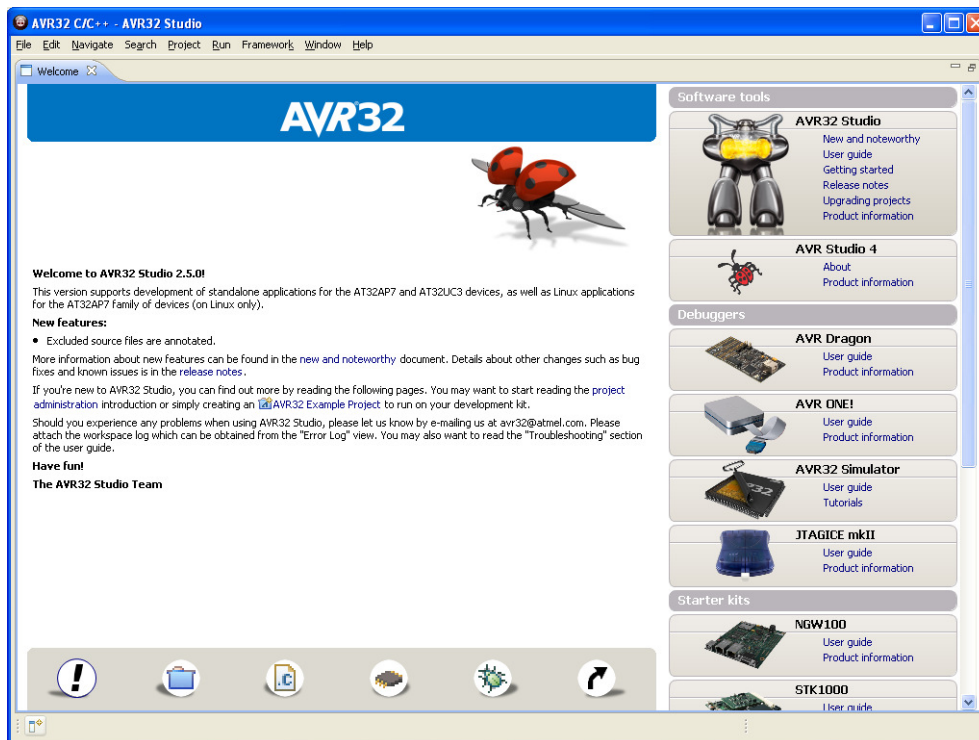 AVR32 C/C++ - AVR32 Studio
File Edit Navigate Search Project Run Framework Window Help
Welcome
AVR32
Welcome to AVR32 Studio 2.5.0!
This version supports development of standalone applications for the AT32AP7 and AT32UC3 devices, as well as Linux applications
for the AT32AP7 family of devices (on Linux only).
New features:
• Excluded source files are annotated.
More information about new features can be found in the new and noteworthy document. Details about other changes such as bug
fixes and known issues is in the release notes.
If you're new to AVR32 Studio, you can find out more by reading the following pages. You may want to start reading the project
administration introduction or simply creating an AVR32 Example Project to run on your development kit.
Should you experience any problems when using AVR32 Studio, please let us know by e-mailing us at avr32@atmel.com. Please
attach the workspace log which can be obtained from the "Error Log" view. You may also want to read the "Troubleshooting" section
of the user guide.
Have fun!
The AVR32 Studio Team
!
.c
Software tools
AVR32 Studio
New and noteworthy
User guide
Getting started
Release notes
Upgrading projects
Product information
AVR Studio 4
About
Product information
Debuggers
AVR Dragon
User guide
Product information
AVR ONE!
User guide
Product information
AVR32 Simulator
32
User guide
Tutorials
JTAGICE mkII
User guide
Product information
Starter kits
NGW100
User guide
Product information
STK1000
User guide